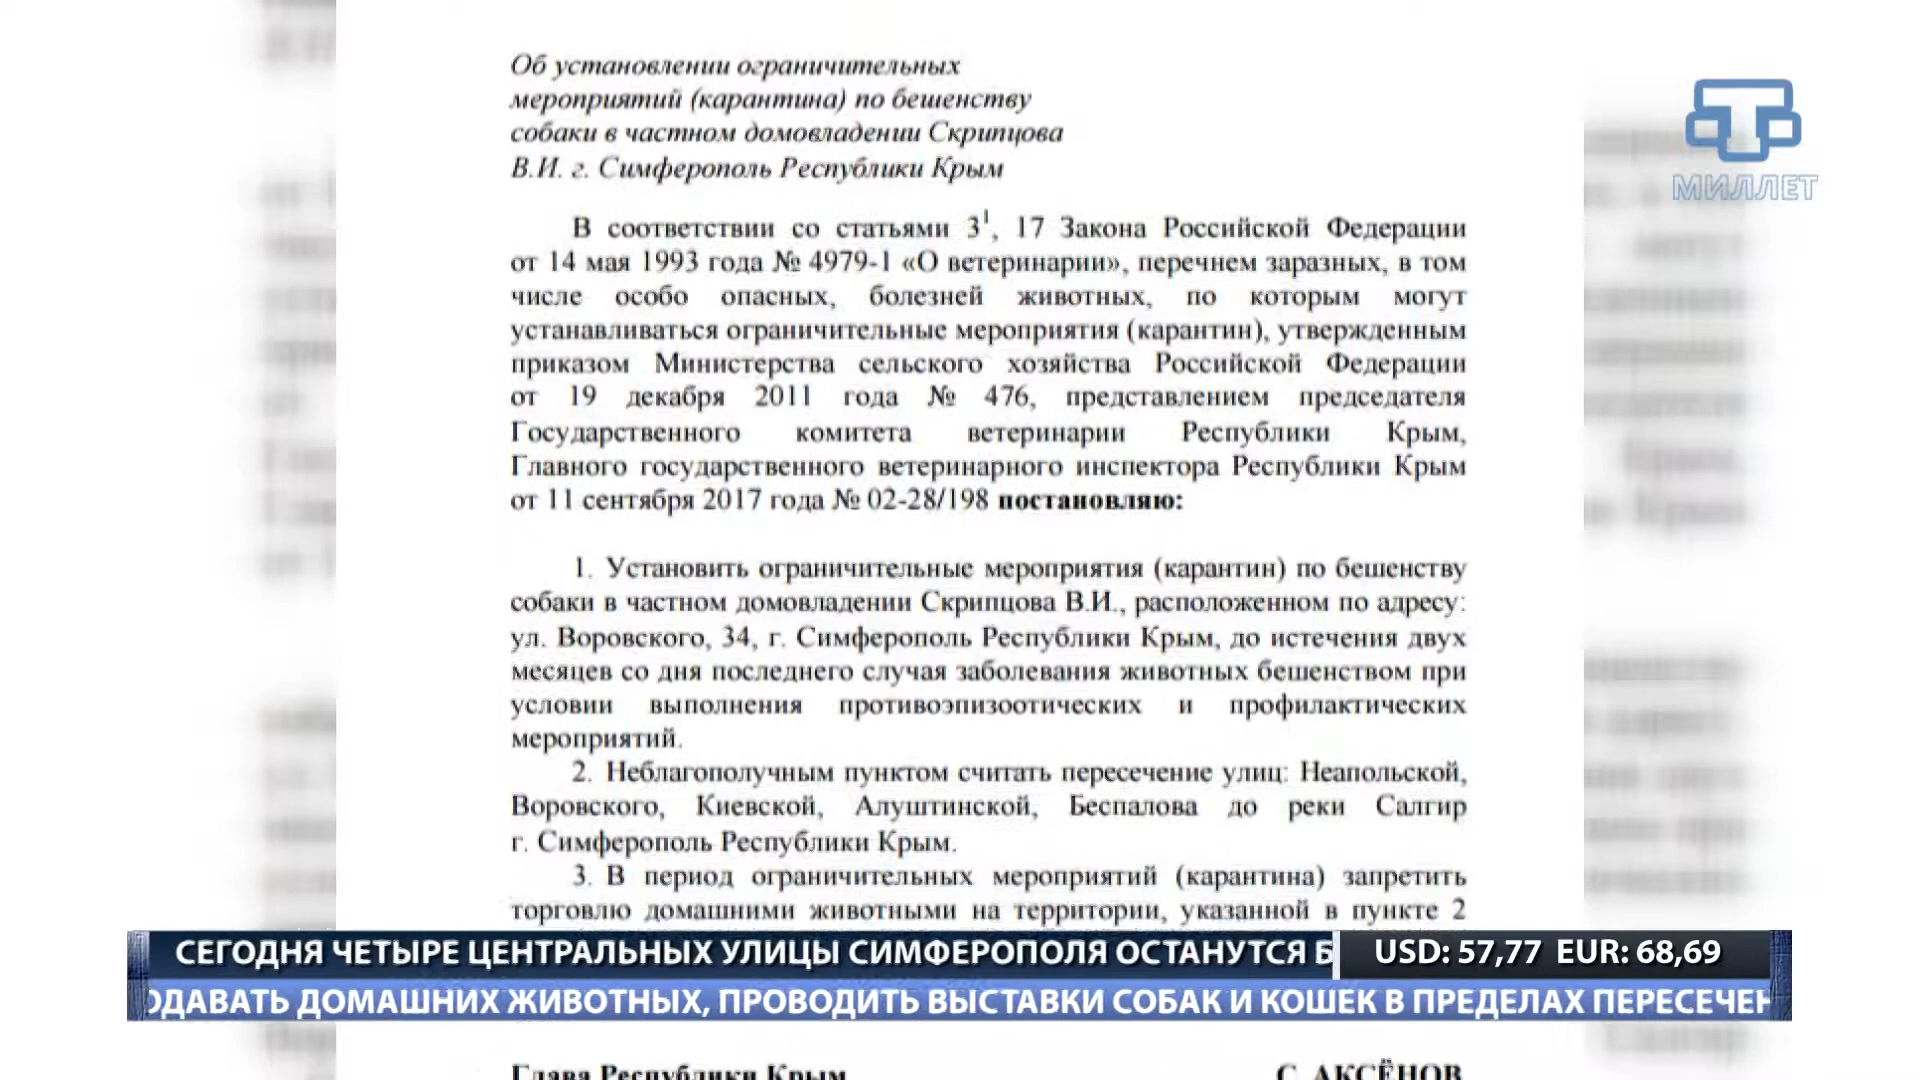 Об установлении ограничительных
мероприятий (карантина) по бешенству
собаки в частном домовладении Скрипцова
В.И. г. Симферополь Республики Крым
МИЛЛЕТ
В соответствии со статьями 3¹, 17 Закона Российской Федерации
от 14 мая 1993 года № 4979-1 «О ветеринарии», перечнем заразных, в том
числе особо опасных, болезней животных, по которым могут
устанавливаться ограничительные мероприятия (карантин), утвержденным
приказом Министерства сельского хозяйства Российской Федерации
от 19 декабря 2011 года № 476, представлением председателя
Государственного комитета ветеринарии Республики Крым,
Главного государственного ветеринарного инспектора Республики Крым
от 11 сентября 2017 года № 02-28/198 постановляю:
1. Установить ограничительные мероприятия (карантин) по бешенству
собаки в частном домовладении Скрипцова В.И., расположенном по адресу:
ул. Воровского, 34, г. Симферополь Республики Крым, до истечения двух
месяцев со дня последнего случая заболевания животных бешенством при
условии выполнения противоэпизоотических и профилактических
мероприятий.
2. Неблагополучным пунктом считать пересечение улиц: Неапольской,
Воровского, Киевской, Алуштинской, Беспалова до реки Салгир
г. Симферополь Республики Крым.
3. В период ограничительных мероприятий (карантина) запретить
торговлю домашними животными на территории, указанной в пункте 2
СЕГОДНЯ ЧЕТЫРЕ ЦЕНТРАЛЬНЫХ УЛИЦЫ СИМФЕРОПОЛЯ ОСТАНУТСЯ Б
USD: 57,77 EUR: 68,69
ОДАВАТЬ ДОМАШНИХ ЖИВОТНЫХ, ПРОВОДИТЬ ВЫСТАВКИ СОБАК И КОШЕК В ПРЕДЕЛАХ ПЕРЕСЕЧЕН
Глава Республики Крым С. АКСЁНОВ